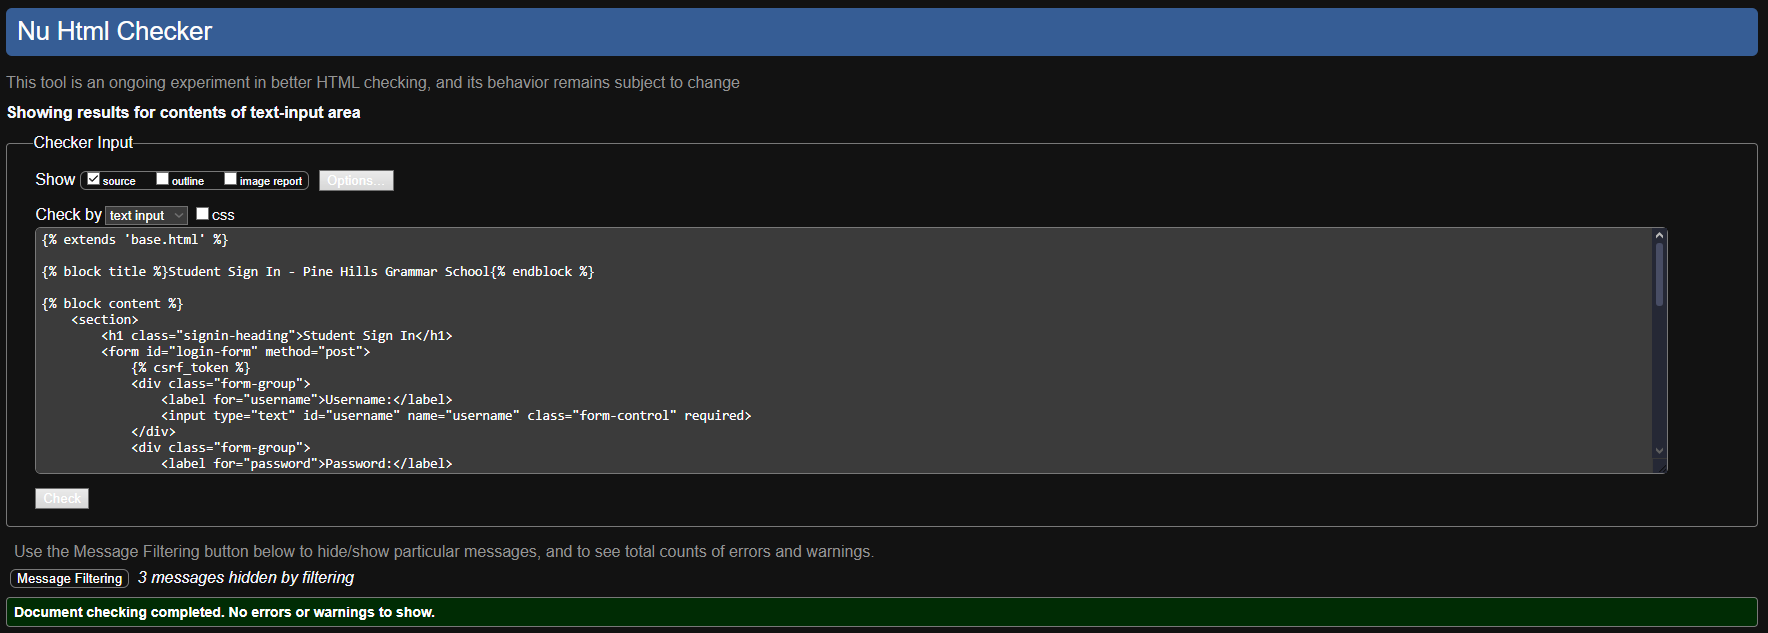 Nu Html Checker
This tool is an ongoing experiment in better HTML checking, and its behavior remains subject to change
Showing results for contents of text-input area
Checker Input
Show source outline image report Options...
Check by text input css
{% extends 'base.html' %}
{% block title %}Student Sign In - Pine Hills Grammar School{% endblock %}
{% block content %}
<section>
<h1 class="signin-heading">Student Sign In</h1>
<form id="login-form" method="post">
{% csrf_token %}
<div class="form-group">
<label for="username">Username:</label>
<input type="text" id="username" name="username" class="form-control" required>
</div>
<div class="form-group">
<label for="password">Password:</label>
Check
Use the Message Filtering button below to hide/show particular messages, and to see total counts of errors and warnings.
Message Filtering 3 messages hidden by filtering
Document checking completed. No errors or warnings to show.